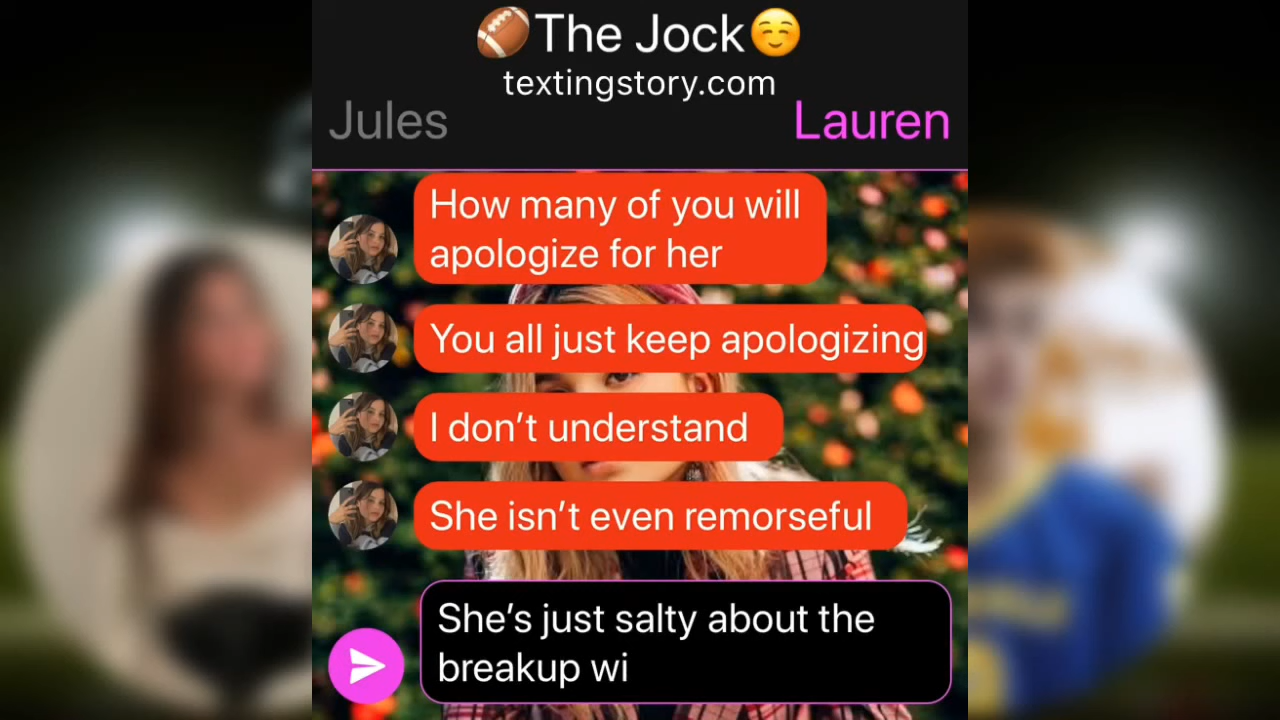 🏈The Jock☺️
textingstory.com
Jules
Lauren
How many of you will
apologize for her
You all just keep apologizing
I don’t understand
She isn’t even remorseful
She’s just salty about the
breakup wi